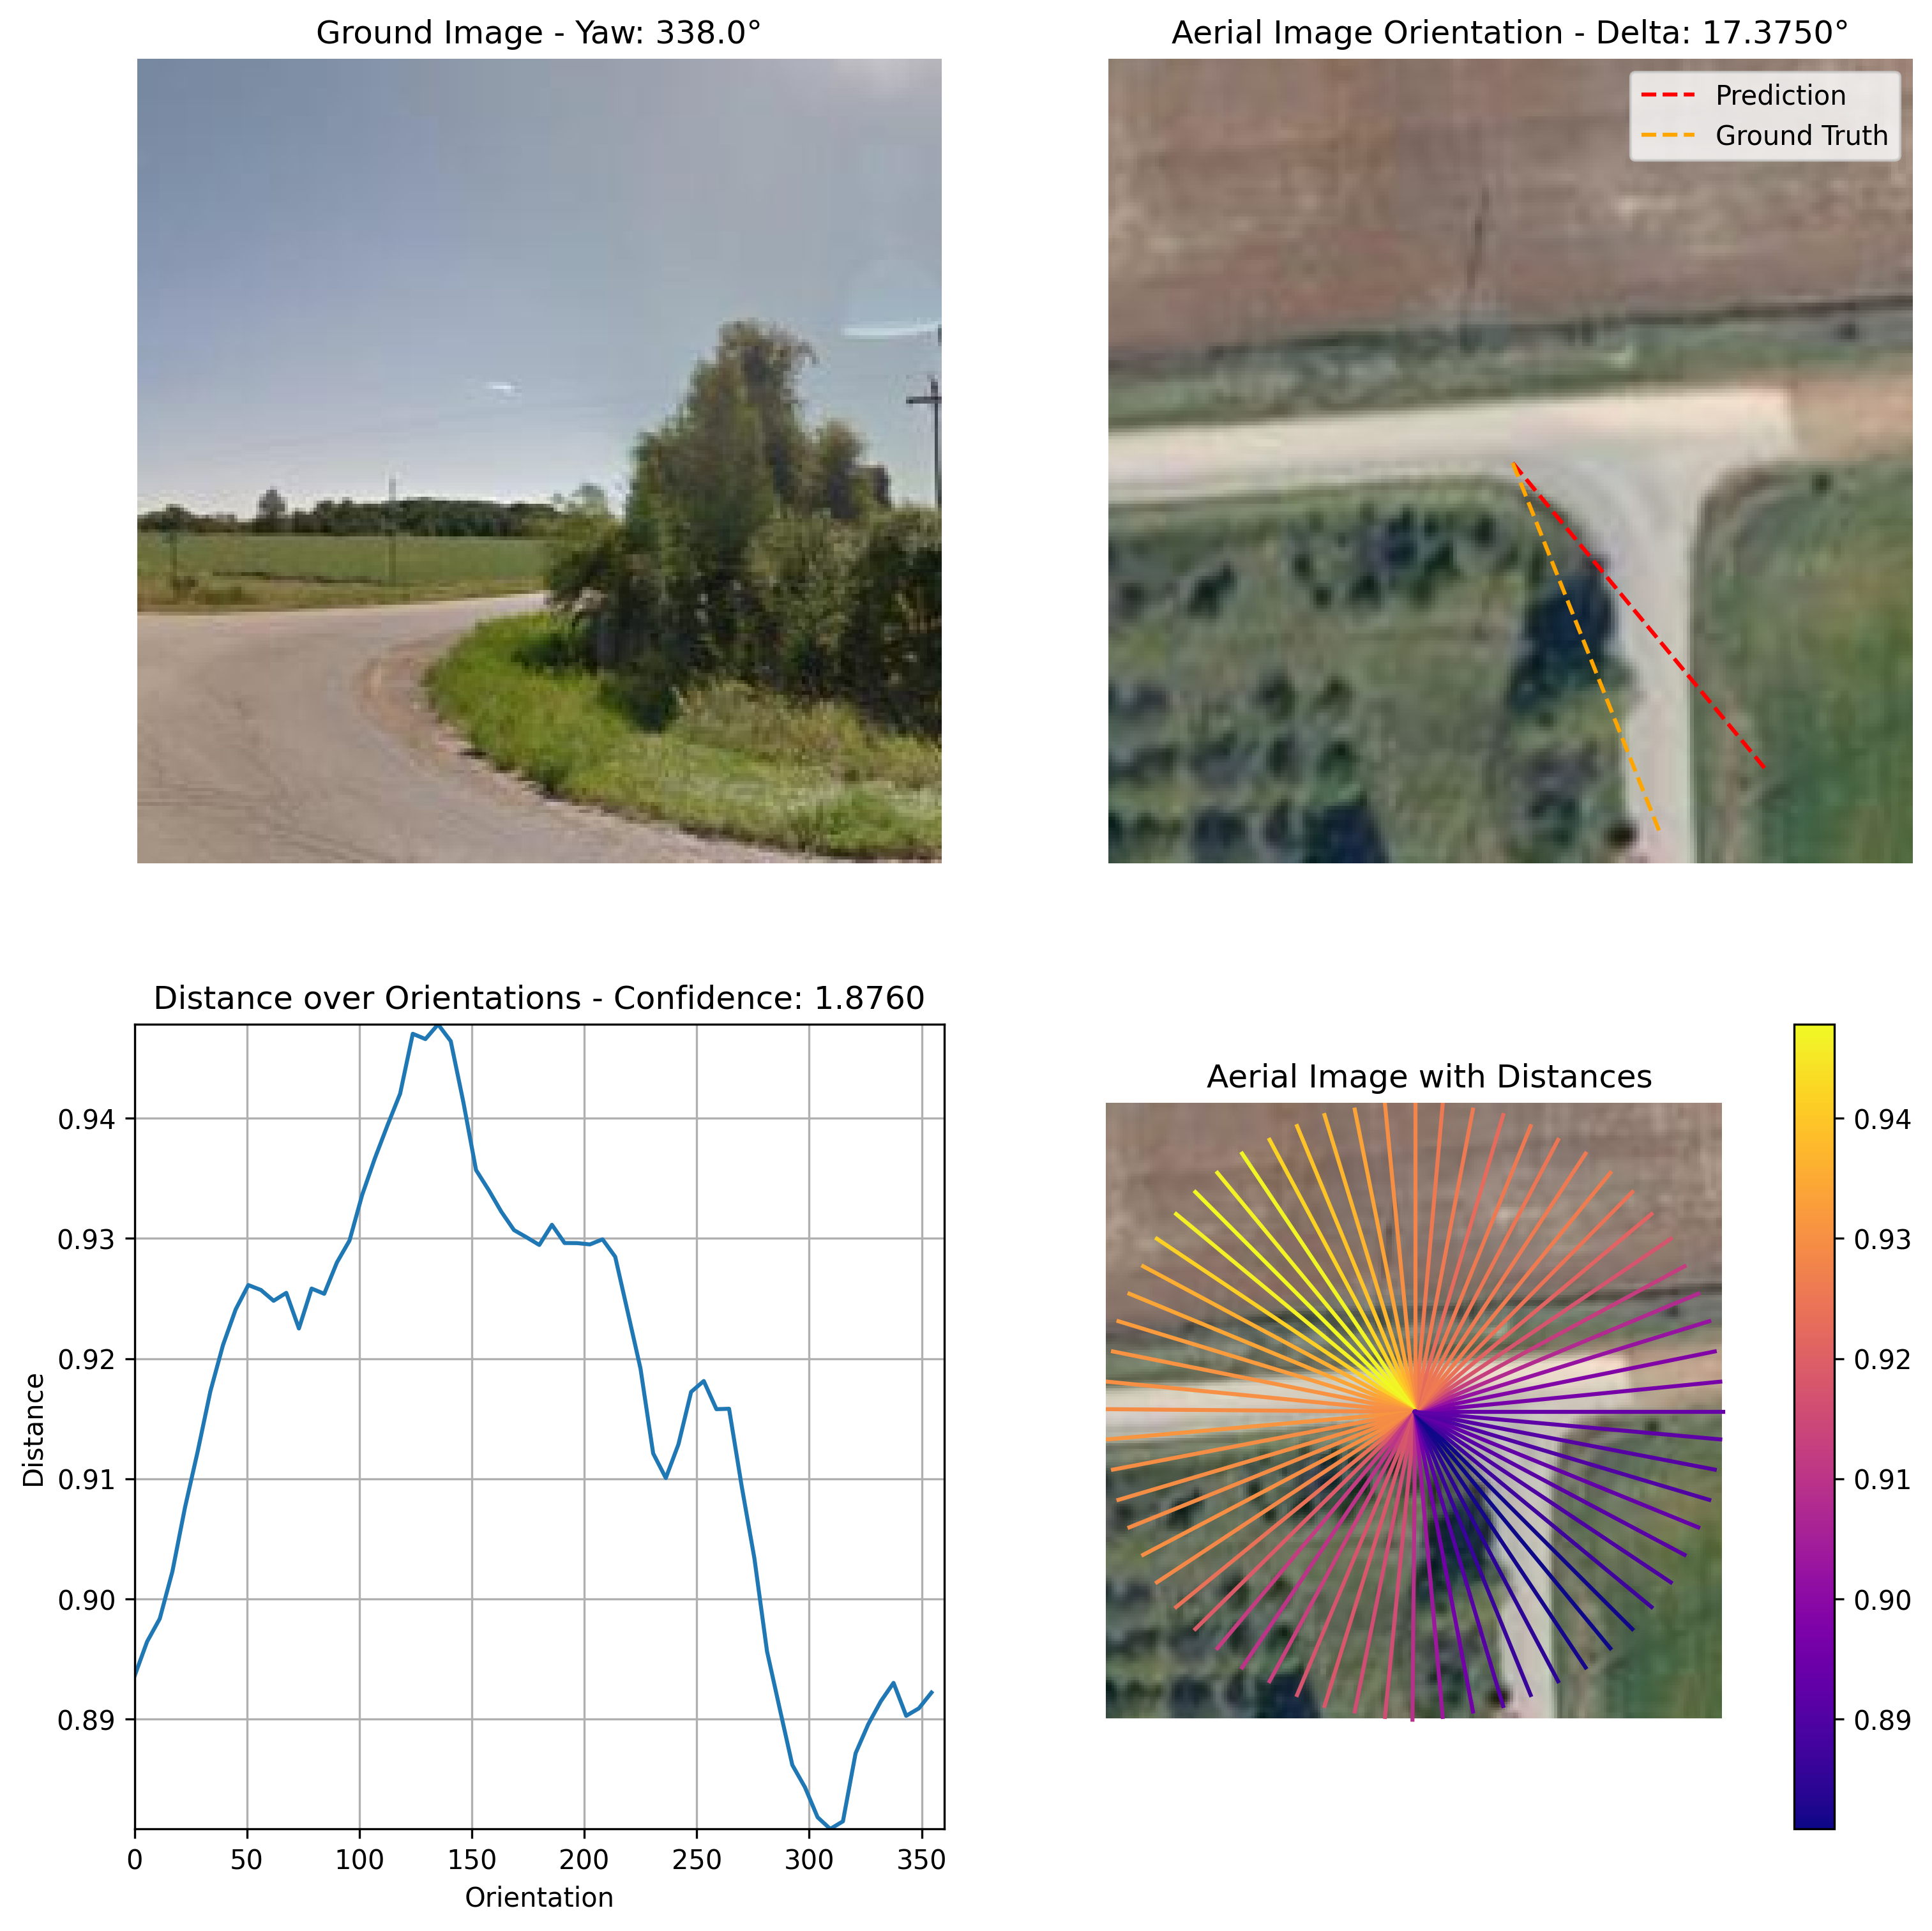 Ground Image - Yaw: 338.0°
Aerial Image Orientation - Delta: 17.3750°
Prediction
Ground Truth
Distance over Orientations - Confidence: 1.8760
0.94
0.93
0.92
0.91
0.90
0.89
Distance
0 50 100 150 200 250 300 350
Orientation
Aerial Image with Distances
0.94
0.93
0.92
0.91
0.90
0.89